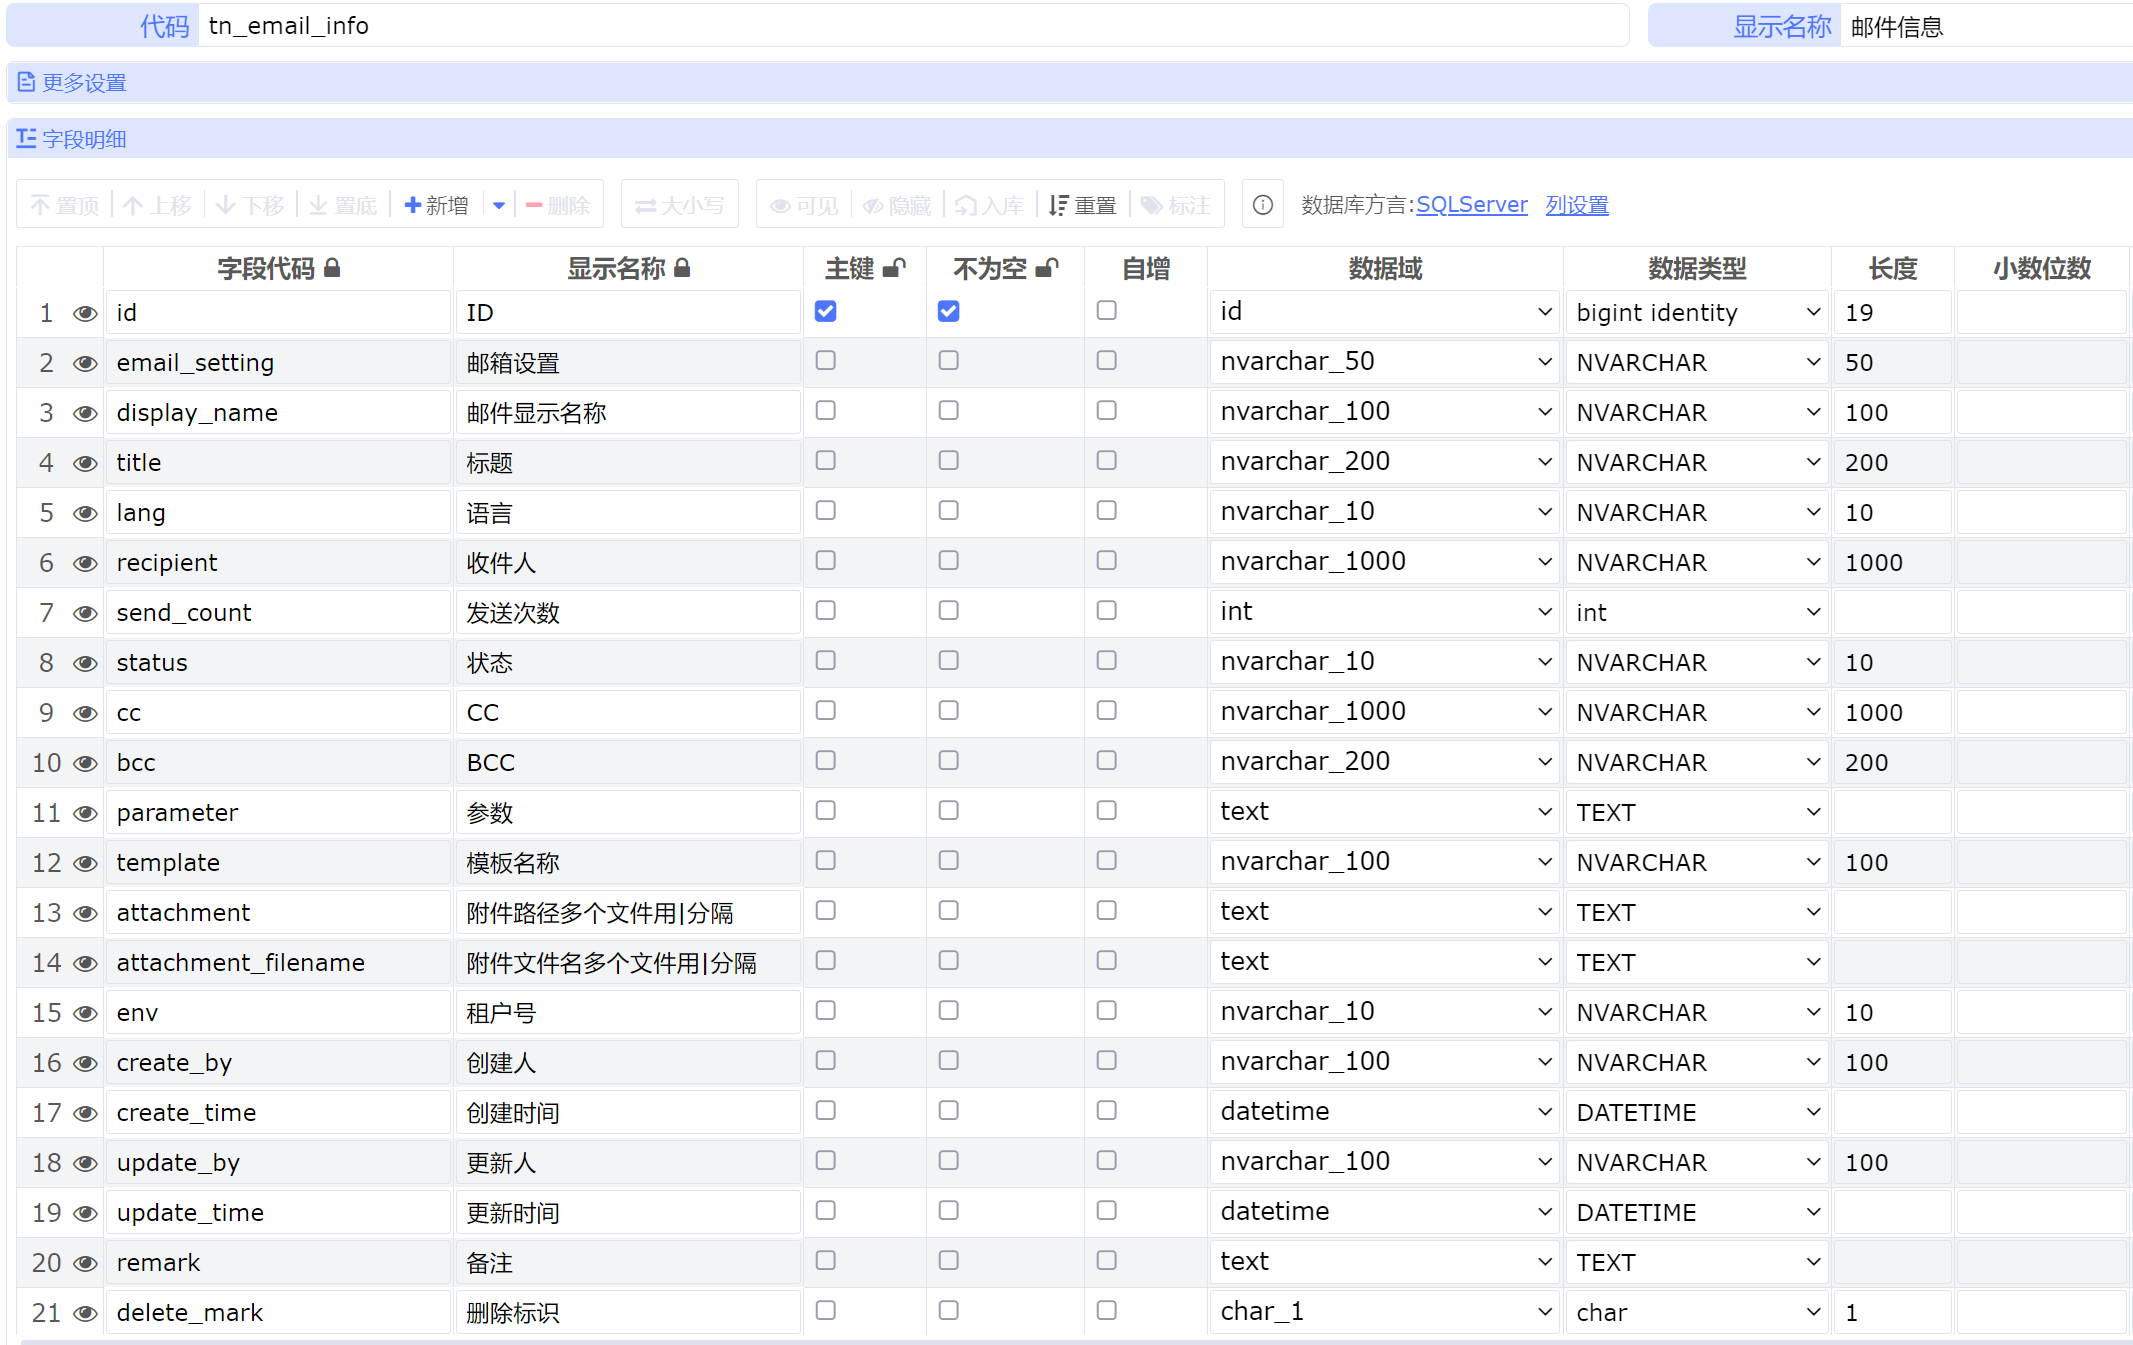 代码 tn_email_info 显示名称 邮件信息
更多设置
字段明细
置顶 上移 下移 置底 新增 删除 大小写 可见 隐藏 入库 重置 标注 数据库方言:SQLServer 列设置
字段代码 显示名称 主键 不为空 自增 数据域 数据类型 长度 小数位数
1 id ID id bigint identity 19
2 email_setting 邮箱设置 nvarchar_50 NVARCHAR 50
3 display_name 邮件显示名称 nvarchar_100 NVARCHAR 100
4 title 标题 nvarchar_200 NVARCHAR 200
5 lang 语言 nvarchar_10 NVARCHAR 10
6 recipient 收件人 nvarchar_1000 NVARCHAR 1000
7 send_count 发送次数 int int
8 status 状态 nvarchar_10 NVARCHAR 10
9 cc CC nvarchar_1000 NVARCHAR 1000
10 bcc BCC nvarchar_200 NVARCHAR 200
11 parameter 参数 text TEXT
12 template 模板名称 nvarchar_100 NVARCHAR 100
13 attachment 附件路径多个文件用|分隔 text TEXT
14 attachment_filename 附件文件名多个文件用|分隔 text TEXT
15 env 租户号 nvarchar_10 NVARCHAR 10
16 create_by 创建人 nvarchar_100 NVARCHAR 100
17 create_time 创建时间 datetime DATETIME
18 update_by 更新人 nvarchar_100 NVARCHAR 100
19 update_time 更新时间 datetime DATETIME
20 remark 备注 text TEXT
21 delete_mark 删除标识 char_1 char 1